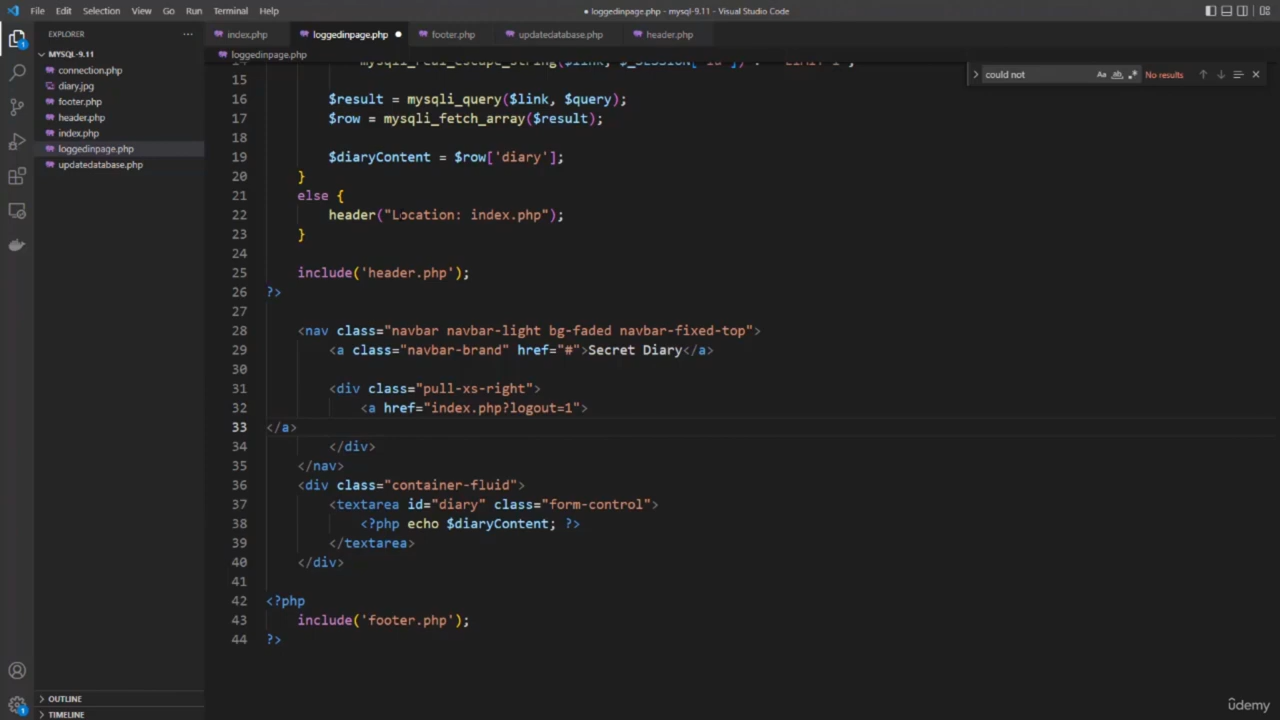 File Edit Selection View Go Run Terminal Help
● loggedinpage.php - mysql-9.11 - Visual Studio Code
EXPLORER ···
MYSQL-9.11
connection.php
diary.jpg
footer.php
header.php
index.php
loggedinpage.php
updatedatabase.php
OUTLINE
TIMELINE
1
1
index.php loggedinpage.php ● footer.php updatedatabase.php header.php
loggedinpage.php
could not Aa ab .* No results
15
16 $result = mysqli_query($link, $query);
17 $row = mysqli_fetch_array($result);
18
19 $diaryContent = $row['diary'];
20 }
21 else {
22 header("Location: index.php");
23 }
24
25 include('header.php');
26 ?>
27
28 <nav class="navbar navbar-light bg-faded navbar-fixed-top">
29 <a class="navbar-brand" href="#">Secret Diary</a>
30
31 <div class="pull-xs-right">
32 <a href="index.php?logout=1">
33 </a>
34 </div>
35 </nav>
36 <div class="container-fluid">
37 <textarea id="diary" class="form-control">
38 <?php echo $diaryContent; ?>
39 </textarea>
40 </div>
41
42 <?php
43 include('footer.php');
44 ?>
ûdemy